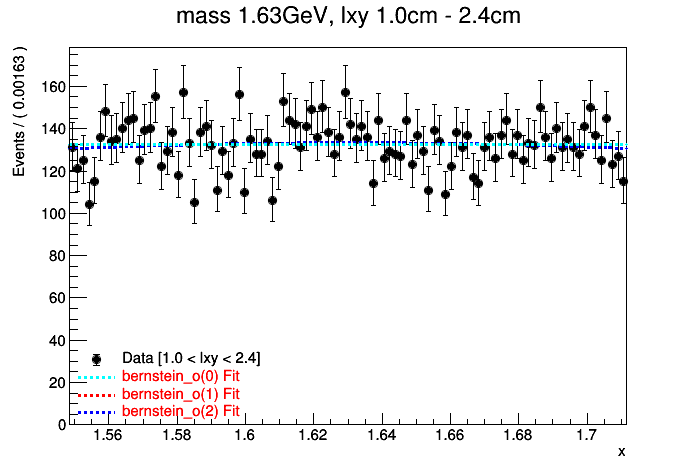 mass 1.63GeV, lxy 1.0cm - 2.4cm
Events / ( 0.00163 )
160
140
120
100
80
60
40
20
0
Data [1.0 < lxy < 2.4]
bernstein_o(0) Fit
bernstein_o(1) Fit
bernstein_o(2) Fit
1.56 1.58 1.6 1.62 1.64 1.66 1.68 1.7
x